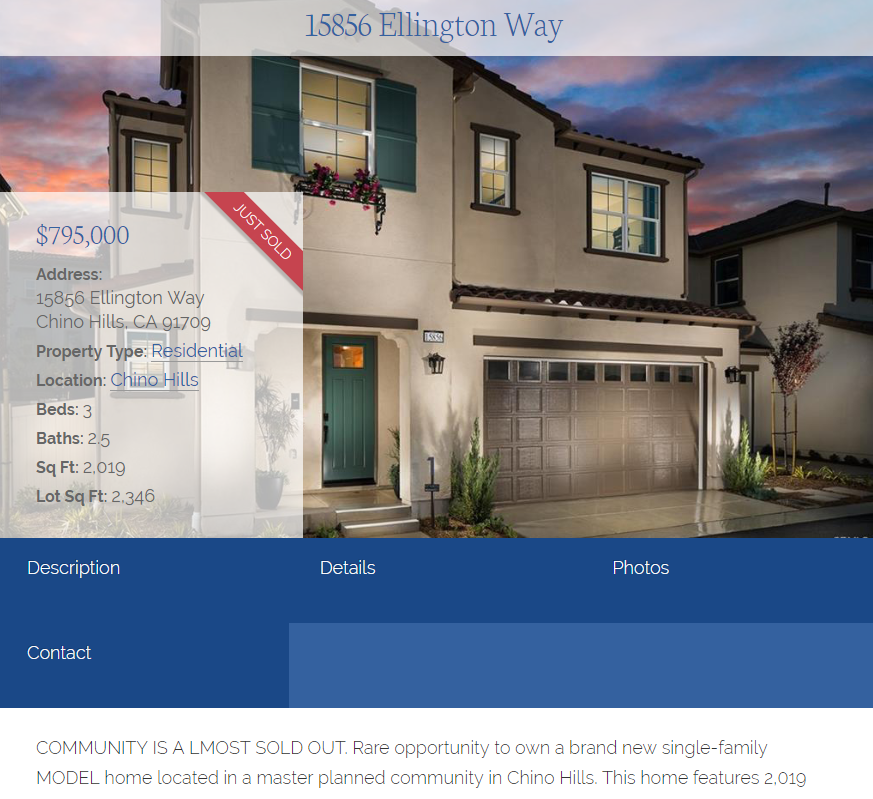 15856 Ellington Way
$795,000
JUST SOLD
Address:
15856 Ellington Way
Chino Hills, CA 91709
Property Type: Residential
Location: Chino Hills
Beds: 3
Baths: 2.5
Sq Ft: 2,019
Lot Sq Ft: 2,346
15856
Description
Details
Photos
Contact
COMMUNITY IS A LMOST SOLD OUT. Rare opportunity to own a brand new single-family
MODEL home located in a master planned community in Chino Hills. This home features 2,019